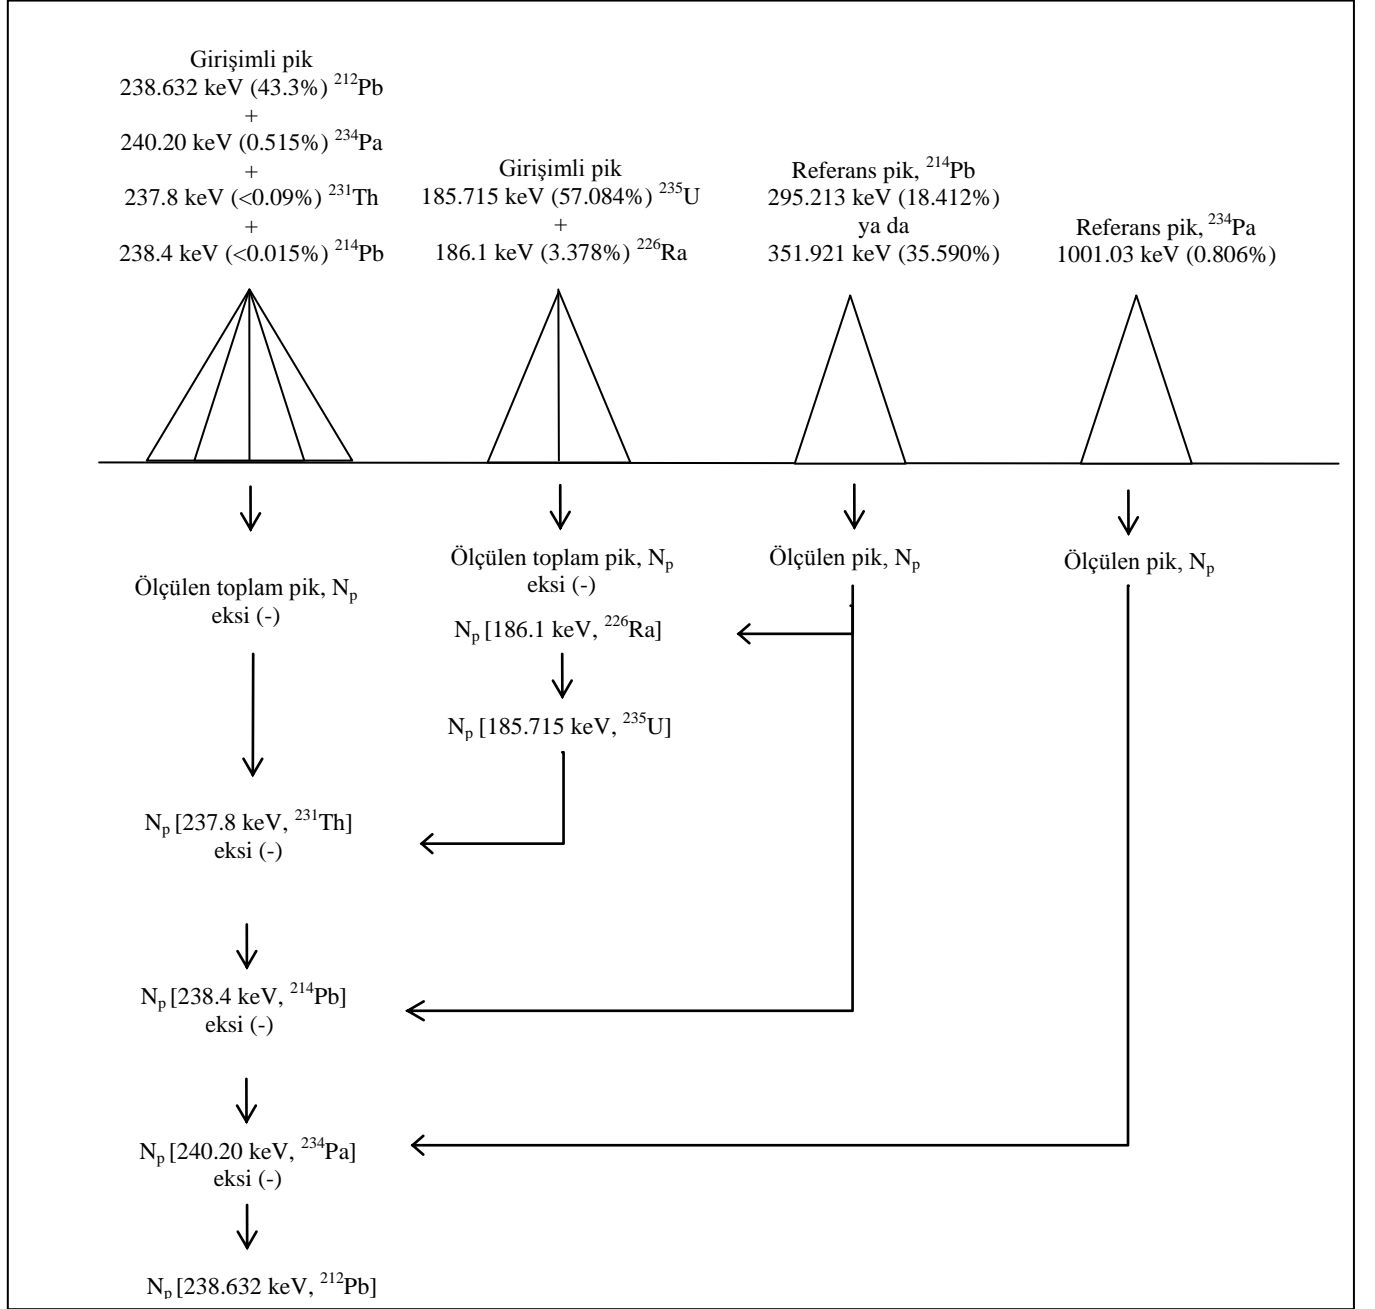 Girişimli pik
238.632 keV (43.3%) ²¹²Pb
+
240.20 keV (0.515%) ²³⁴Pa
+
237.8 keV (<0.09%) ²³¹Th
+
238.4 keV (<0.015%) ²¹⁴Pb
Girişimli pik
185.715 keV (57.084%) ²³⁵U
+
186.1 keV (3.378%) ²²⁶Ra
Referans pik, ²¹⁴Pb
295.213 keV (18.412%)
ya da
351.921 keV (35.590%)
Referans pik, ²³⁴Pa
1001.03 keV (0.806%)
Ölçülen toplam pik, Nₚ
eksi (-)
Ölçülen toplam pik, Nₚ
eksi (-)
Nₚ [186.1 keV, ²²⁶Ra]
Nₚ [185.715 keV, ²³⁵U]
Ölçülen pik, Nₚ
Ölçülen pik, Nₚ
Nₚ [237.8 keV, ²³¹Th]
eksi (-)
Nₚ [238.4 keV, ²¹⁴Pb]
eksi (-)
Nₚ [240.20 keV, ²³⁴Pa]
eksi (-)
Nₚ [238.632 keV, ²¹²Pb]